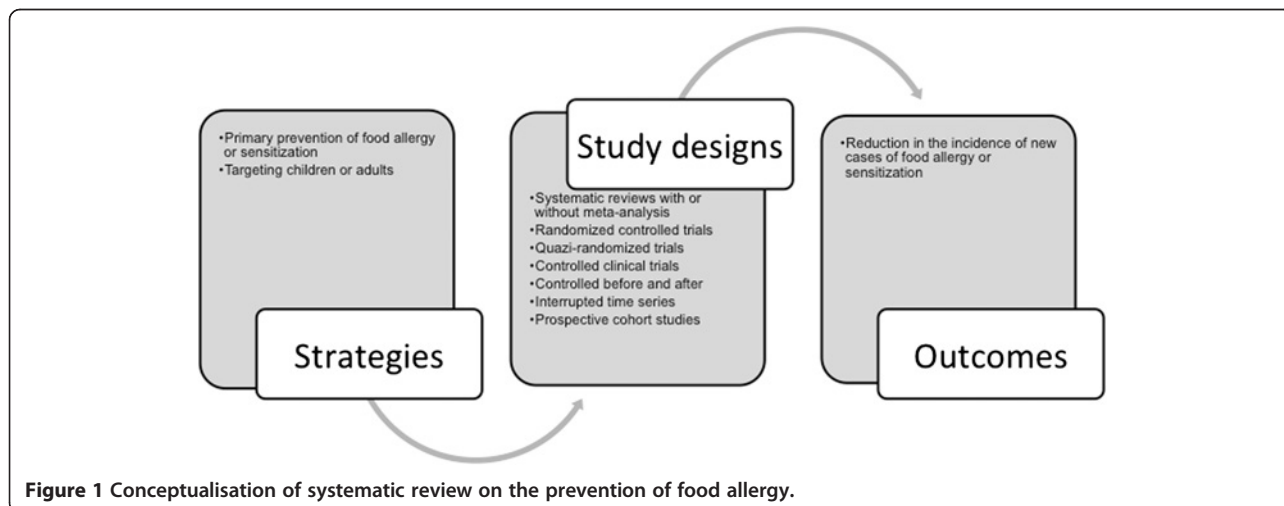 •Primary prevention of food allergy
or sensitization
•Targeting children or adults
Strategies
Study designs
•Systematic reviews with or
without meta-analysis
•Randomized controlled trials
•Quazi-randomized trials
•Controlled clinical trials
•Controlled before and after
•Interrupted time series
•Prospective cohort studies
•Reduction in the incidence of new
cases of food allergy or
sensitization
Outcomes
Figure 1 Conceptualisation of systematic review on the prevention of food allergy.